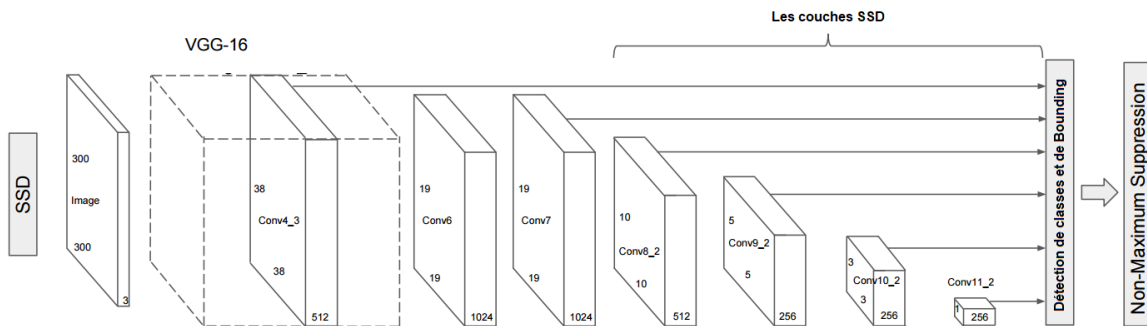 Les couches SSD
VGG-16
SSD
300
Image
300
3
38
Conv4_3
38
512
19
Conv6
19
1024
19
Conv7
19
1024
10
Conv8_2
10
512
5
Conv9_2
5
256
3
Conv10_2
3
256
Conv11_2
1
256
Détection de classes et de Bounding
Non-Maximum Suppression